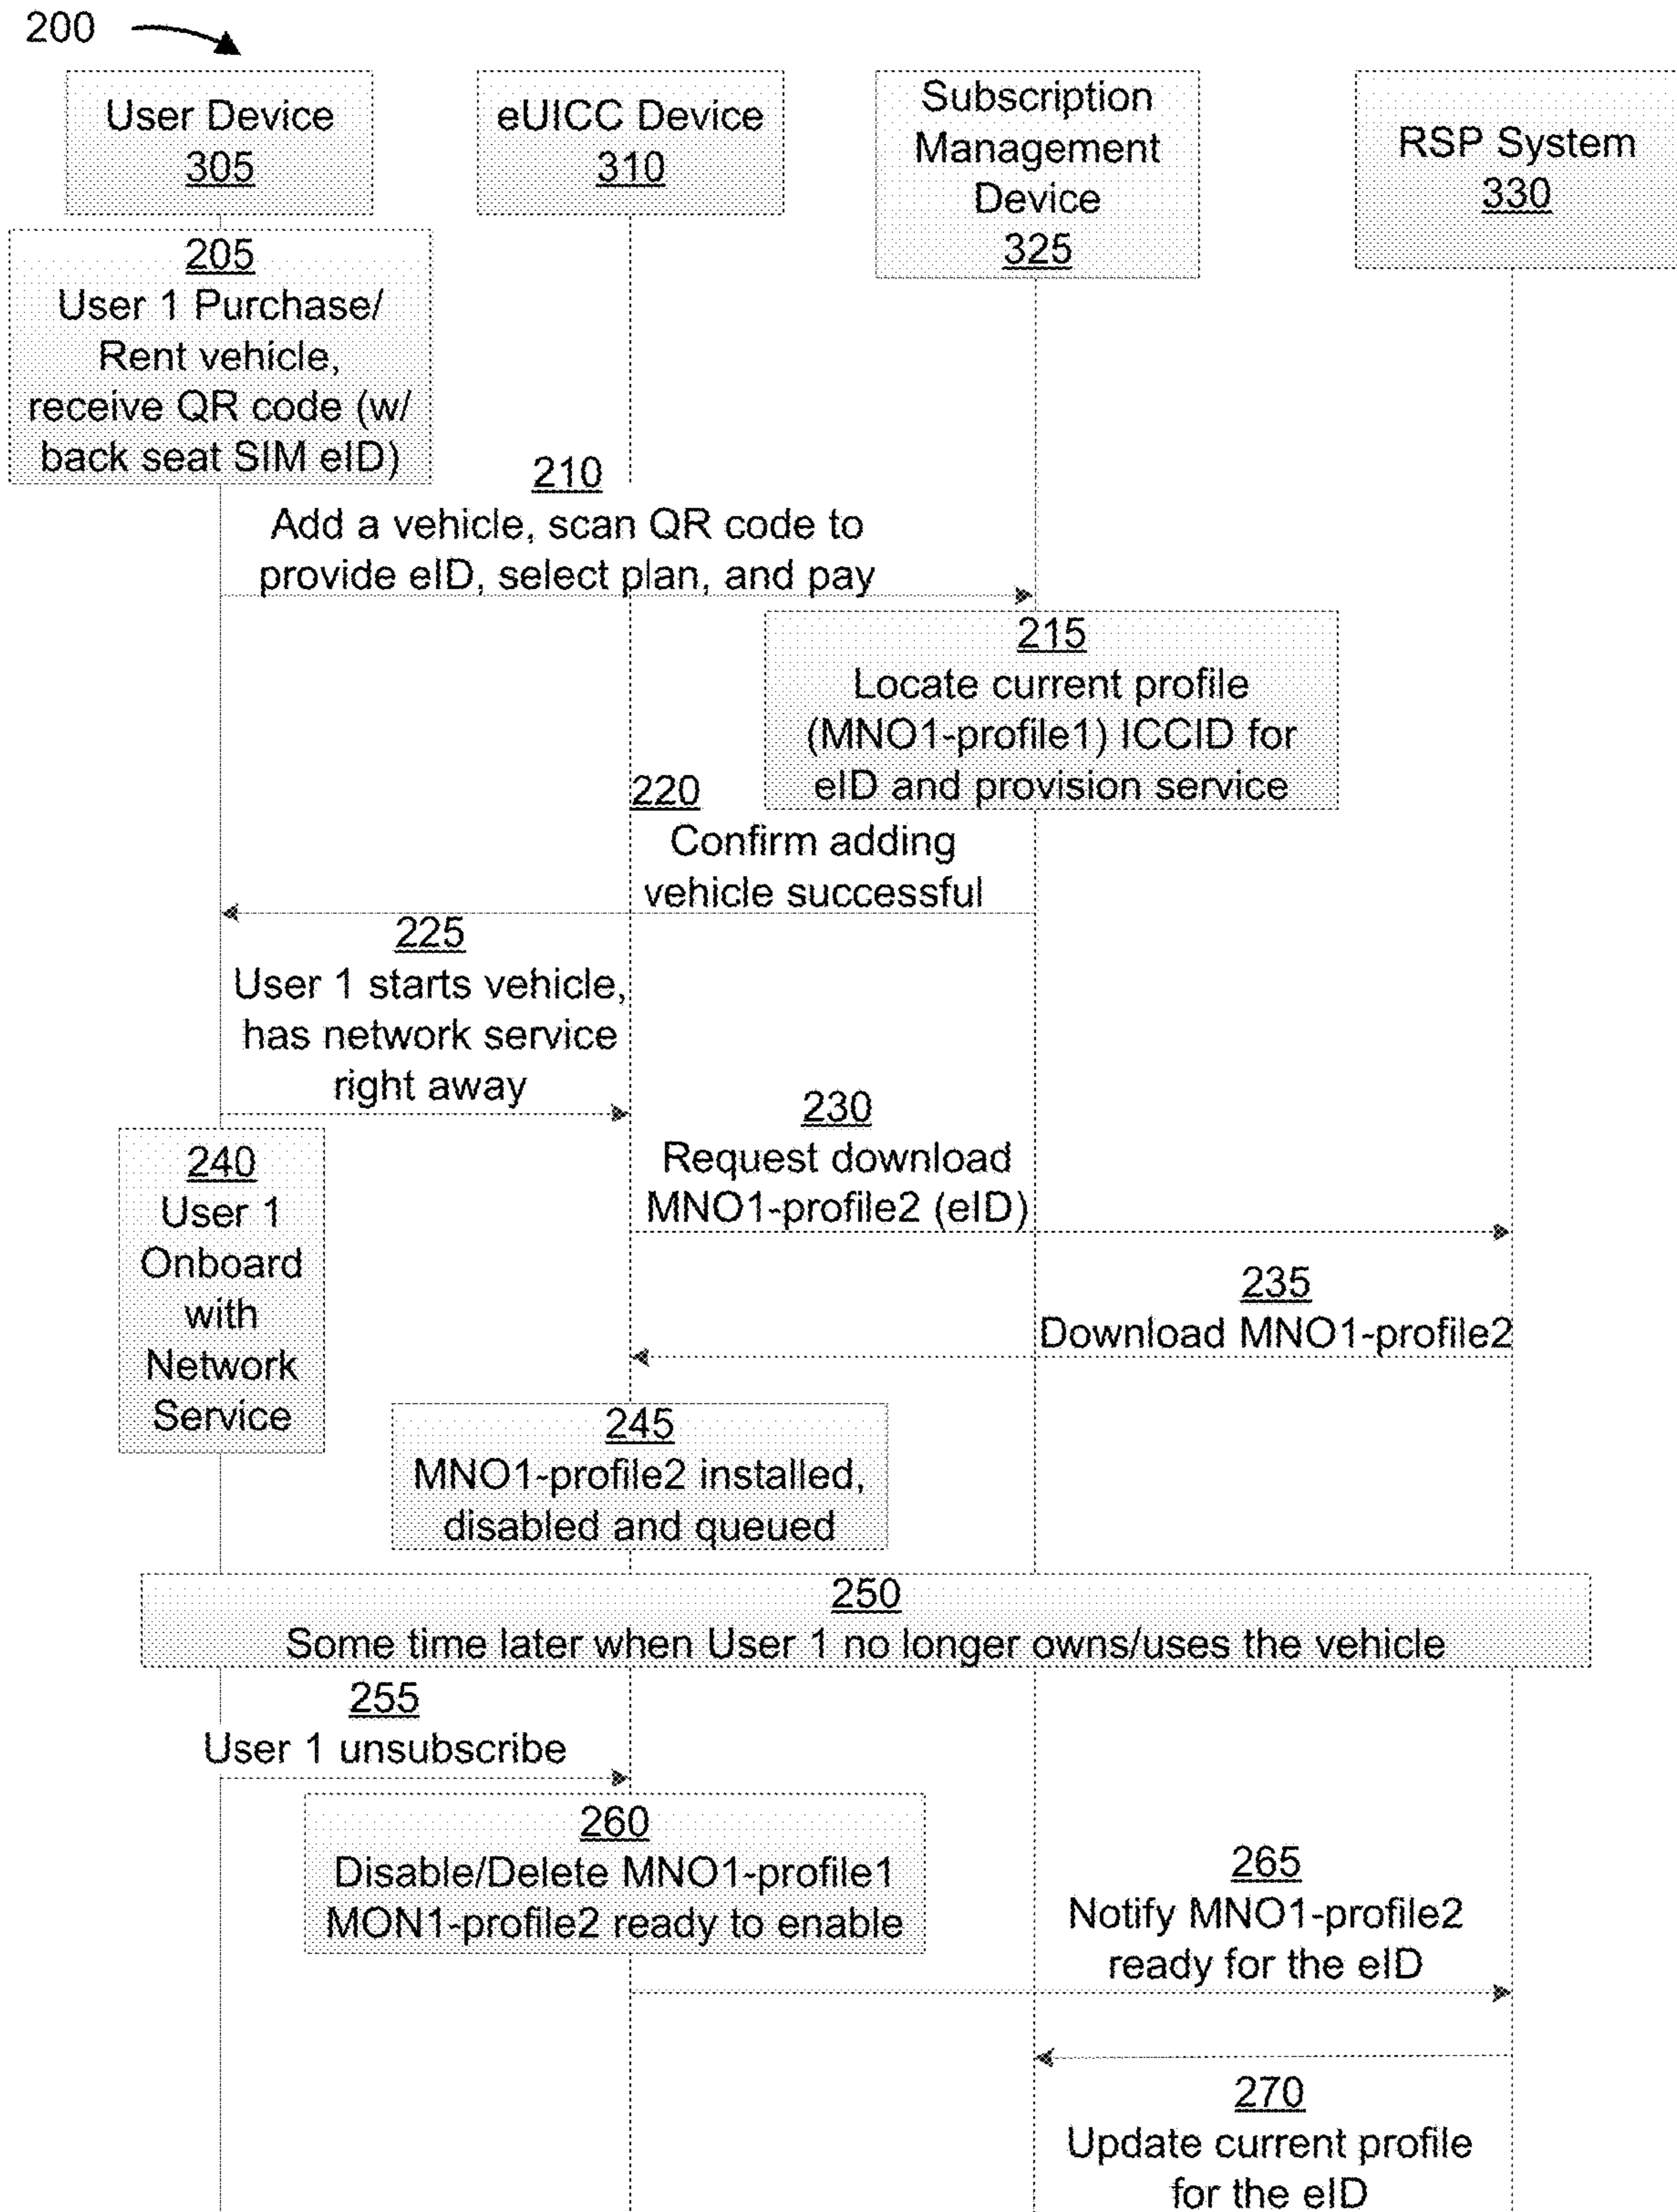 200
User Device
305
eUICC Device
310
Subscription
Management
Device
325
RSP System
330
205
User 1 Purchase/
Rent vehicle,
receive QR code (w/
back seat SIM eID)
210
Add a vehicle, scan QR code to
provide eID, select plan, and pay
215
Locate current profile
(MNO1-profile1) ICCID for
eID and provision service
220
Confirm adding
vehicle successful
225
User 1 starts vehicle,
has network service
right away
230
Request download
MNO1-profile2 (eID)
235
Download MNO1-profile2
240
User 1
Onboard
with
Network
Service
245
MNO1-profile2 installed,
disabled and queued
250
Some time later when User 1 no longer owns/uses the vehicle
255
User 1 unsubscribe
260
Disable/Delete MNO1-profile1
MON1-profile2 ready to enable
265
Notify MNO1-profile2
ready for the eID
270
Update current profile
for the eID